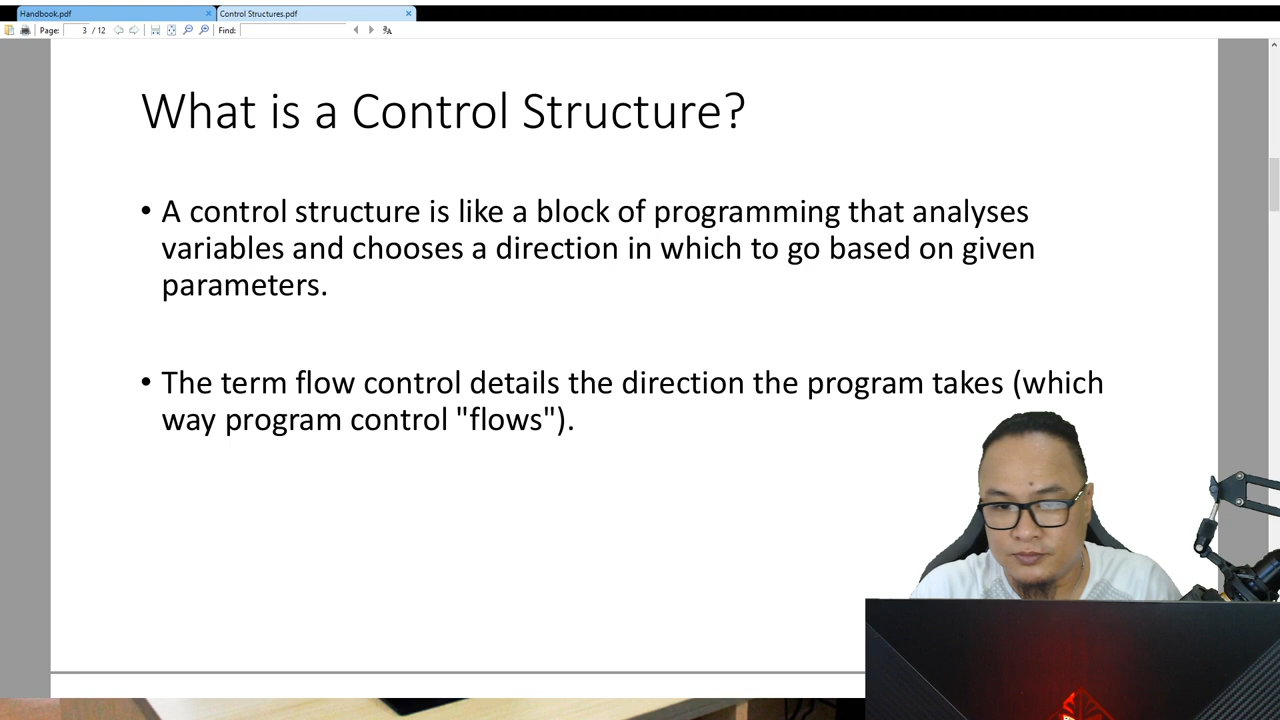 Handbook.pdf
Control Structures.pdf
Page: 3 / 12 Find:
What is a Control Structure?
• A control structure is like a block of programming that analyses
variables and chooses a direction in which to go based on given
parameters.
• The term flow control details the direction the program takes (which
way program control "flows").